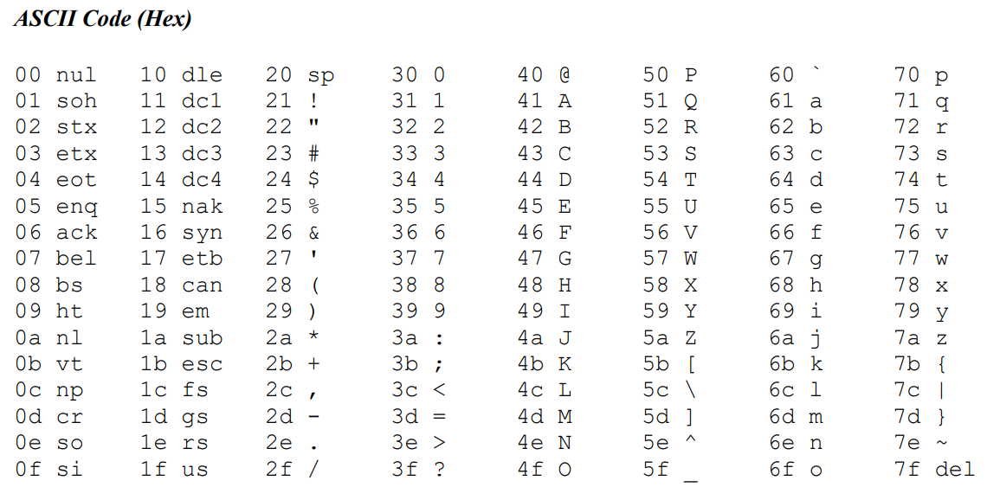 ASCII Code (Hex)
00 nul 10 dle 20 sp 30 0 40 @ 50 P 60 ` 70 p
01 soh 11 dc1 21 ! 31 1 41 A 51 Q 61 a 71 q
02 stx 12 dc2 22 " 32 2 42 B 52 R 62 b 72 r
03 etx 13 dc3 23 # 33 3 43 C 53 S 63 c 73 s
04 eot 14 dc4 24 $ 34 4 44 D 54 T 64 d 74 t
05 enq 15 nak 25 % 35 5 45 E 55 U 65 e 75 u
06 ack 16 syn 26 & 36 6 46 F 56 V 66 f 76 v
07 bel 17 etb 27 ' 37 7 47 G 57 W 67 g 77 w
08 bs 18 can 28 ( 38 8 48 H 58 X 68 h 78 x
09 ht 19 em 29 ) 39 9 49 I 59 Y 69 i 79 y
0a nl 1a sub 2a * 3a : 4a J 5a Z 6a j 7a z
0b vt 1b esc 2b + 3b ; 4b K 5b [ 6b k 7b {
0c np 1c fs 2c , 3c < 4c L 5c \ 6c l 7c |
0d cr 1d gs 2d - 3d = 4d M 5d ] 6d m 7d }
0e so 1e rs 2e . 3e > 4e N 5e ^ 6e n 7e ~
0f si 1f us 2f / 3f ? 4f O 5f _ 6f o 7f del